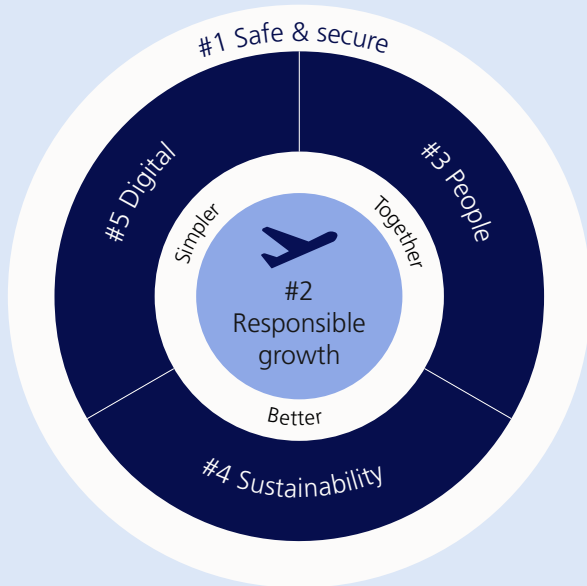 #1 Safe & secure
#5 Digital
#3 People
Simpler
Together
#2
Responsible
growth
Better
#4 Sustainability